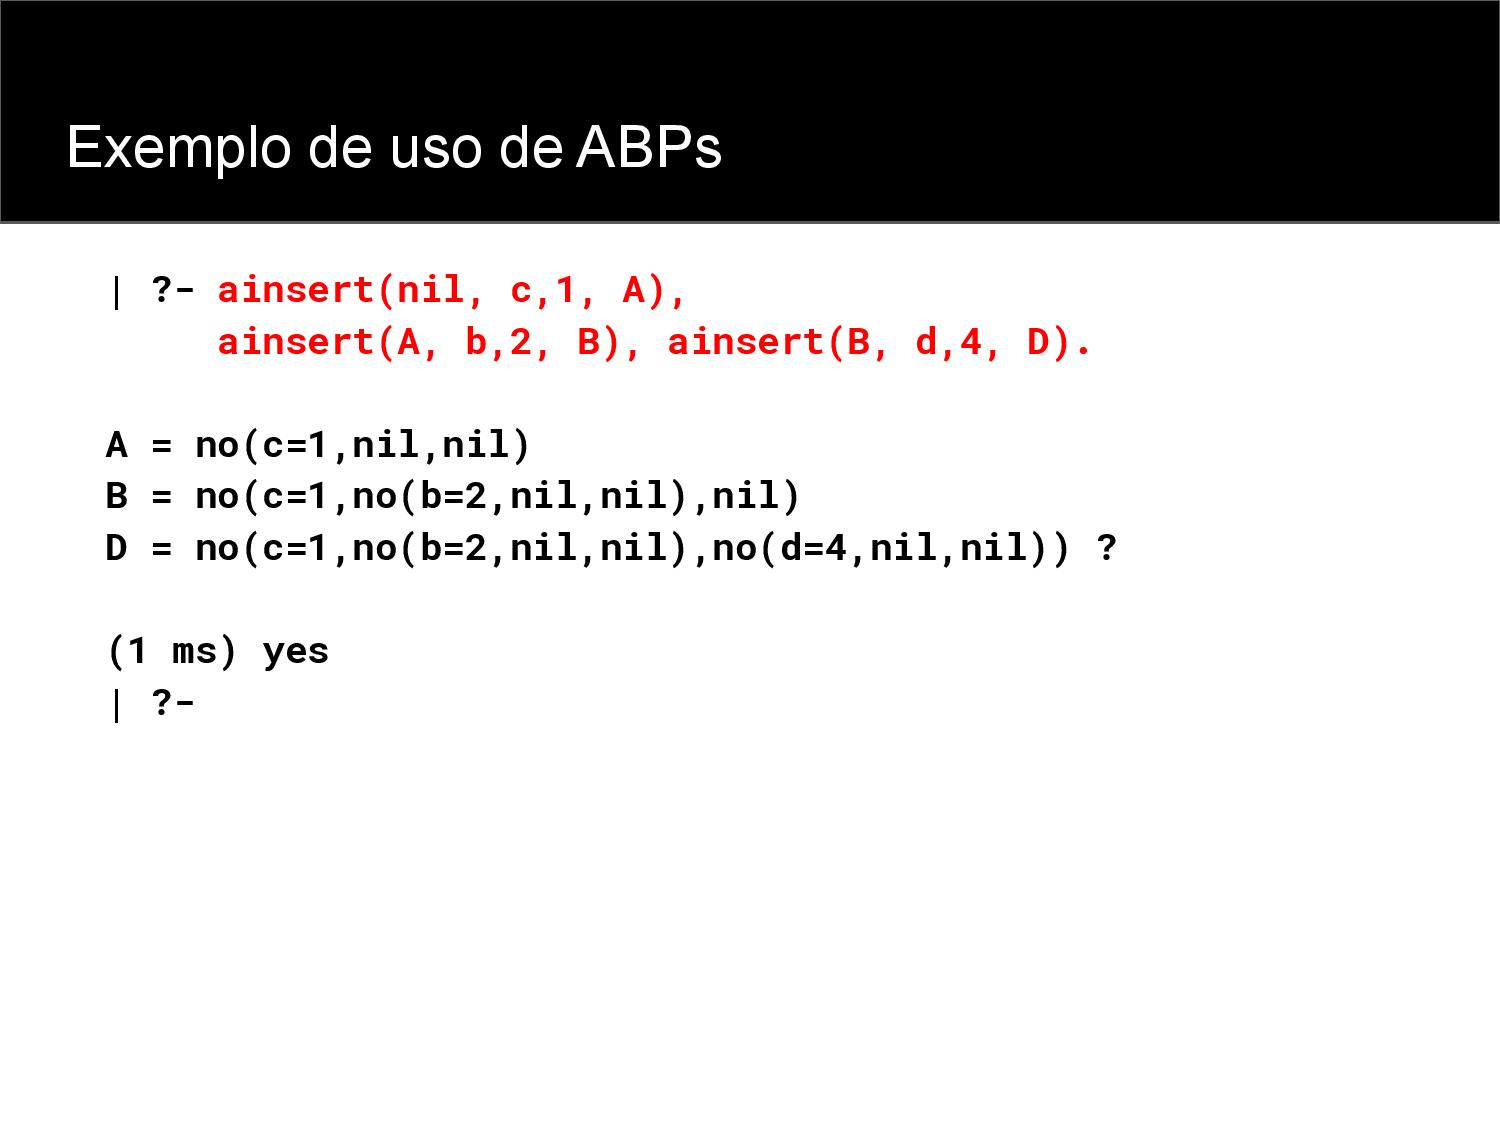 Exemplo de uso de ABPs
| ?- ainsert(nil, c,1, A),
ainsert(A, b,2, B), ainsert(B, d,4, D).
A = no(c=1,nil,nil)
B = no(c=1,no(b=2,nil,nil),nil)
D = no(c=1,no(b=2,nil,nil),no(d=4,nil,nil)) ?
(1 ms) yes
| ?-